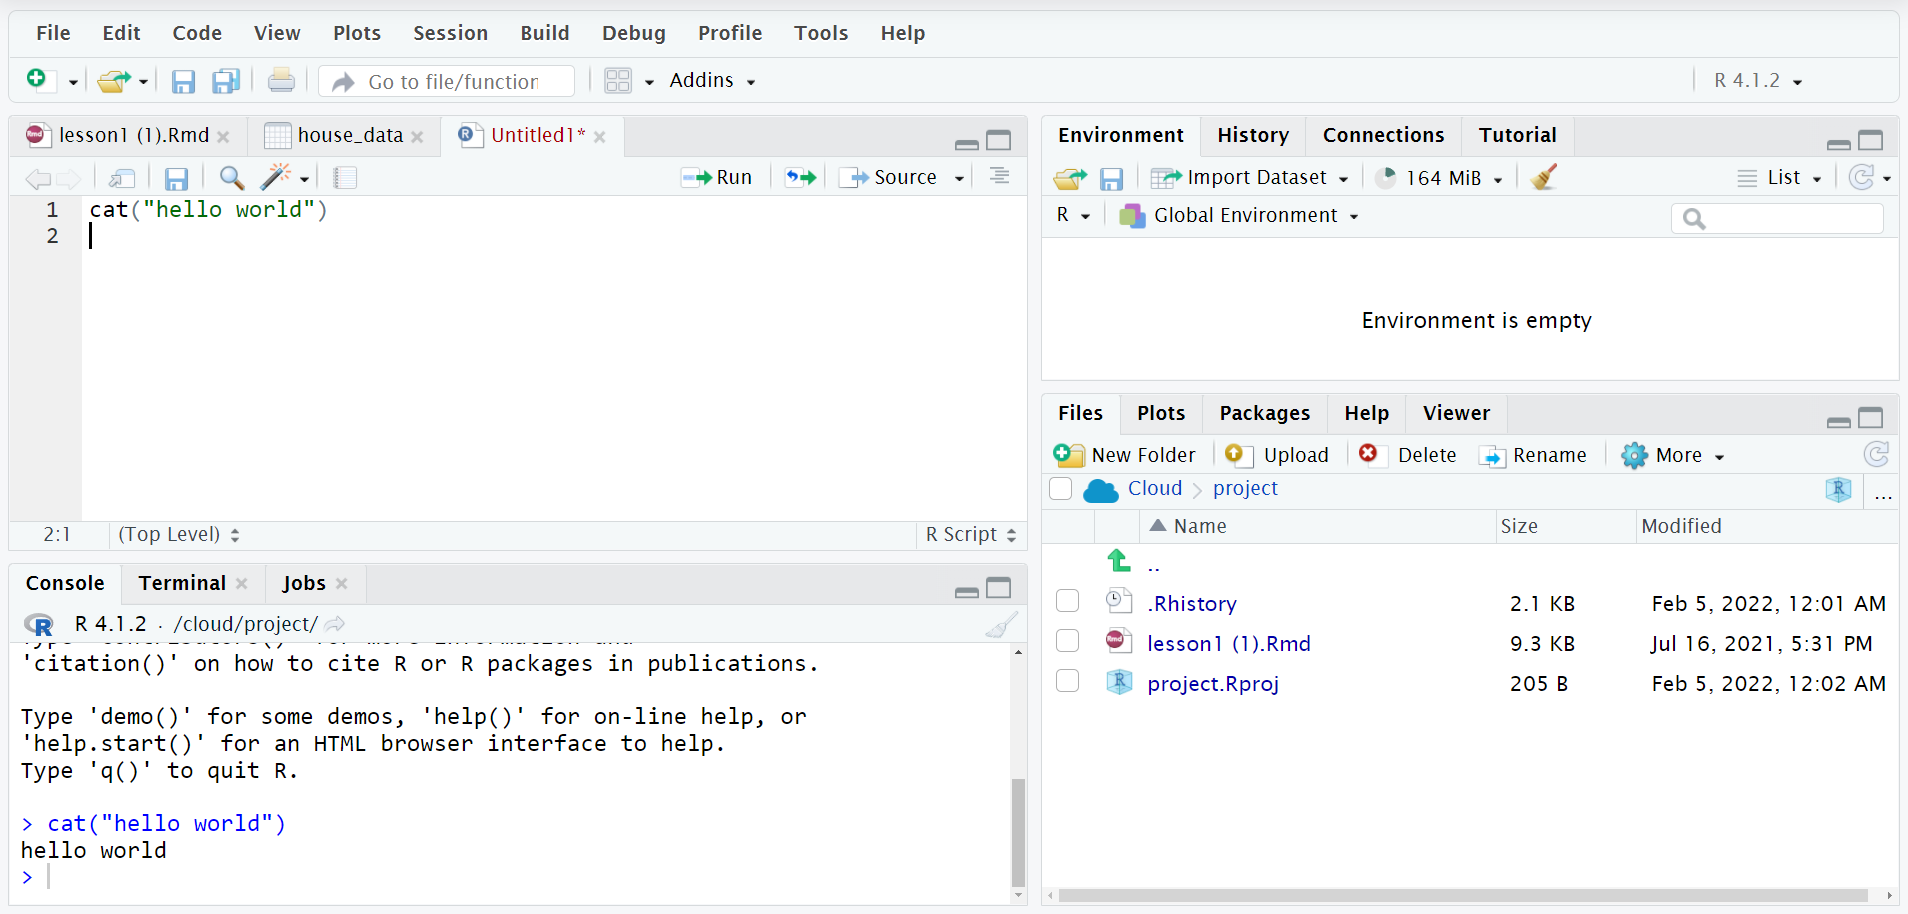 File Edit Code View Plots Session Build Debug Profile Tools Help
Go to file/function Addins R 4.1.2
lesson1 (1).Rmd house_data Untitled1*
Run Source
1 cat("hello world")
2
2:1 (Top Level) R Script
Console Terminal Jobs
R 4.1.2 · /cloud/project/
'citation()' on how to cite R or R packages in publications.
Type 'demo()' for some demos, 'help()' for on-line help, or
'help.start()' for an HTML browser interface to help.
Type 'q()' to quit R.
> cat("hello world")
hello world
>
Environment History Connections Tutorial
Import Dataset 164 MiB List
R Global Environment
Environment is empty
Files Plots Packages Help Viewer
New Folder Upload Delete Rename More
Cloud project R ...
Name Size Modified
..
.Rhistory 2.1 KB Feb 5, 2022, 12:01 AM
Rmd lesson1 (1).Rmd 9.3 KB Jul 16, 2021, 5:31 PM
R project.Rproj 205 B Feb 5, 2022, 12:02 AM